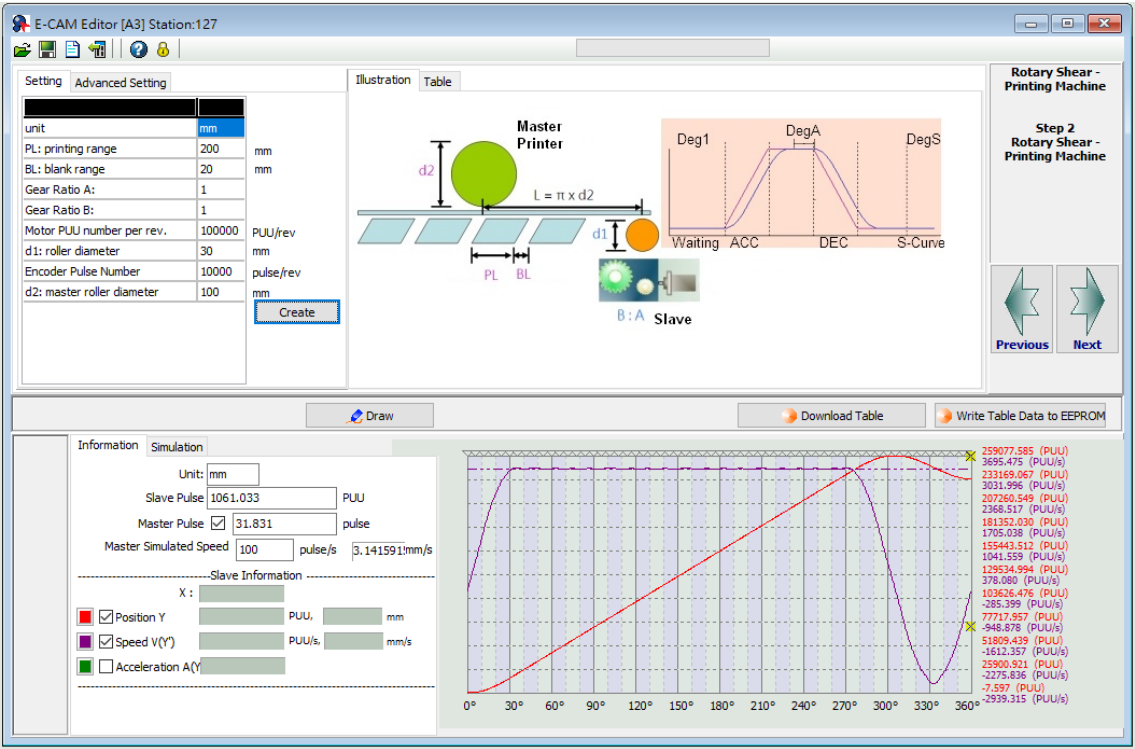 E-CAM Editor [A3] Station:127
Setting Advanced Setting
unit mm
PL: printing range 200 mm
BL: blank range 20 mm
Gear Ratio A: 1
Gear Ratio B: 1
Motor PUU number per rev. 100000 PUU/rev
d1: roller diameter 30 mm
Encoder Pulse Number 10000 pulse/rev
d2: master roller diameter 100 mm
Create
Illustration Table
Master
Printer
d2
L = π x d2
d1
PL BL
B : A Slave
Deg1 DegA DegS
Waiting ACC DEC S-Curve
Rotary Shear -
Printing Machine
Step 2
Rotary Shear -
Printing Machine
Previous Next
Draw Download Table Write Table Data to EEPROM
Information Simulation
Unit: mm
Slave Pulse 1061.033 PUU
Master Pulse 31.831 pulse
Master Simulated Speed 100 pulse/s 3.141591 mm/s
Slave Information
X :
Position Y PUU, mm
Speed V(Y') PUU/s, mm/s
Acceleration A(Y
259077.585 (PUU)
3695.475 (PUU/s)
233169.067 (PUU)
3031.996 (PUU/s)
207260.549 (PUU)
2368.517 (PUU/s)
181352.030 (PUU)
1705.038 (PUU/s)
155443.512 (PUU)
1041.559 (PUU/s)
129534.994 (PUU)
378.080 (PUU/s)
103626.476 (PUU)
-285.399 (PUU/s)
77717.957 (PUU)
-948.878 (PUU/s)
51809.439 (PUU)
-1612.357 (PUU/s)
25900.921 (PUU)
-2275.836 (PUU/s)
-7.597 (PUU)
-2939.315 (PUU/s)
0° 30° 60° 90° 120° 150° 180° 210° 240° 270° 300° 330° 360°